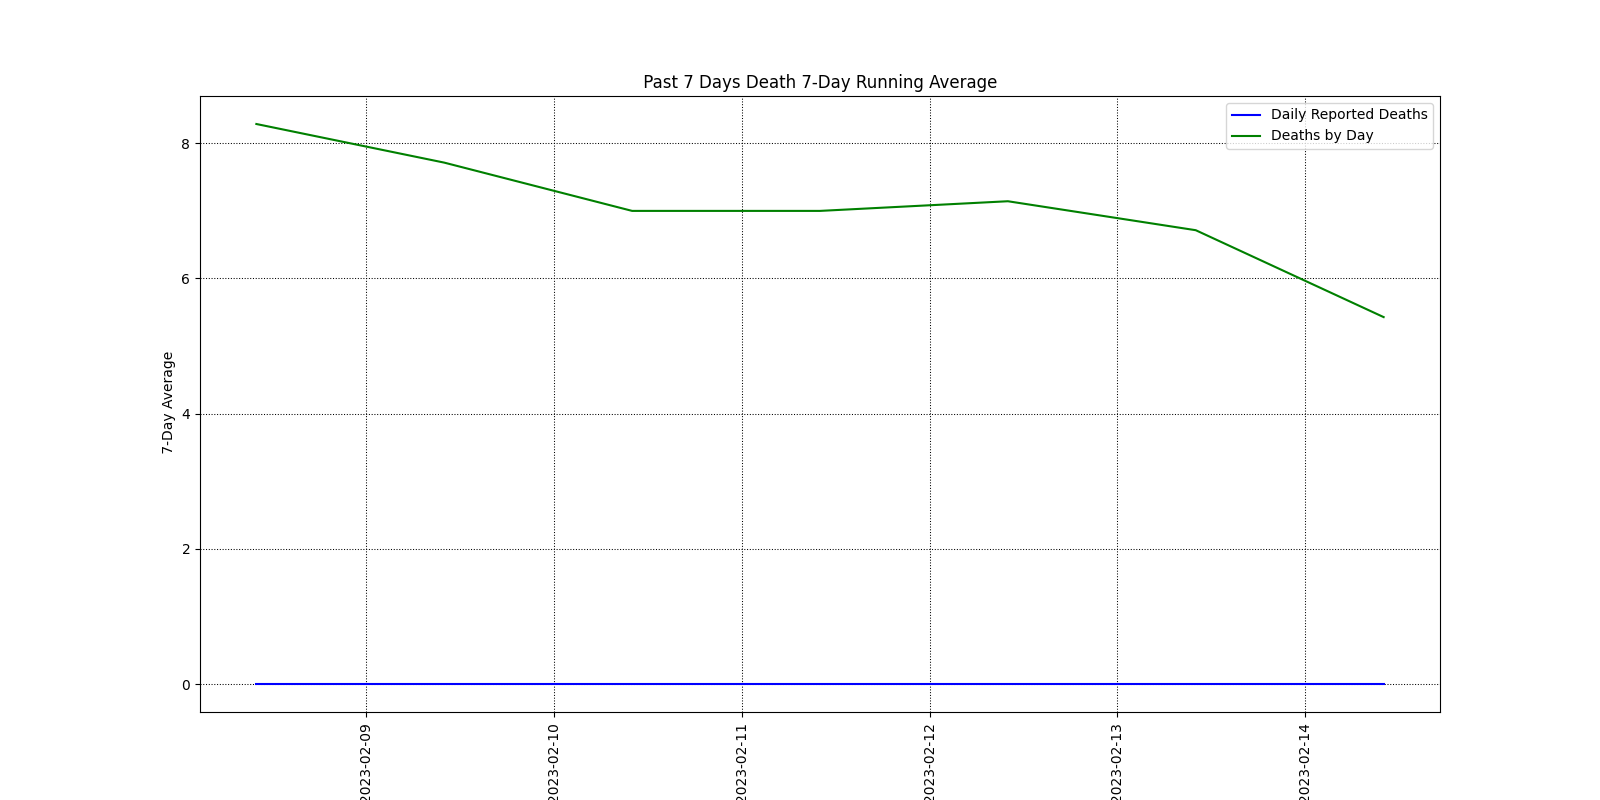 Past 7 Days Death 7-Day Running Average
Daily Reported Deaths
Deaths by Day
7-Day Average
8
6
4
2
0
2023-02-09
2023-02-10
2023-02-11
2023-02-12
2023-02-13
2023-02-14